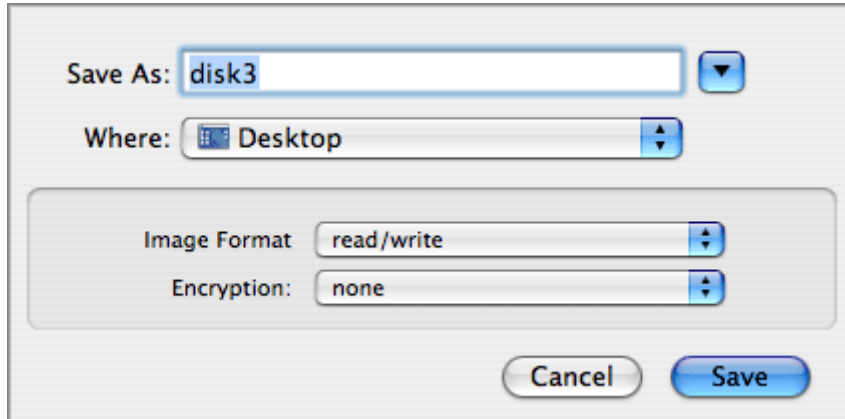 Save As: disk3
Where: Desktop
Image Format read/write
Encryption: none
Cancel Save